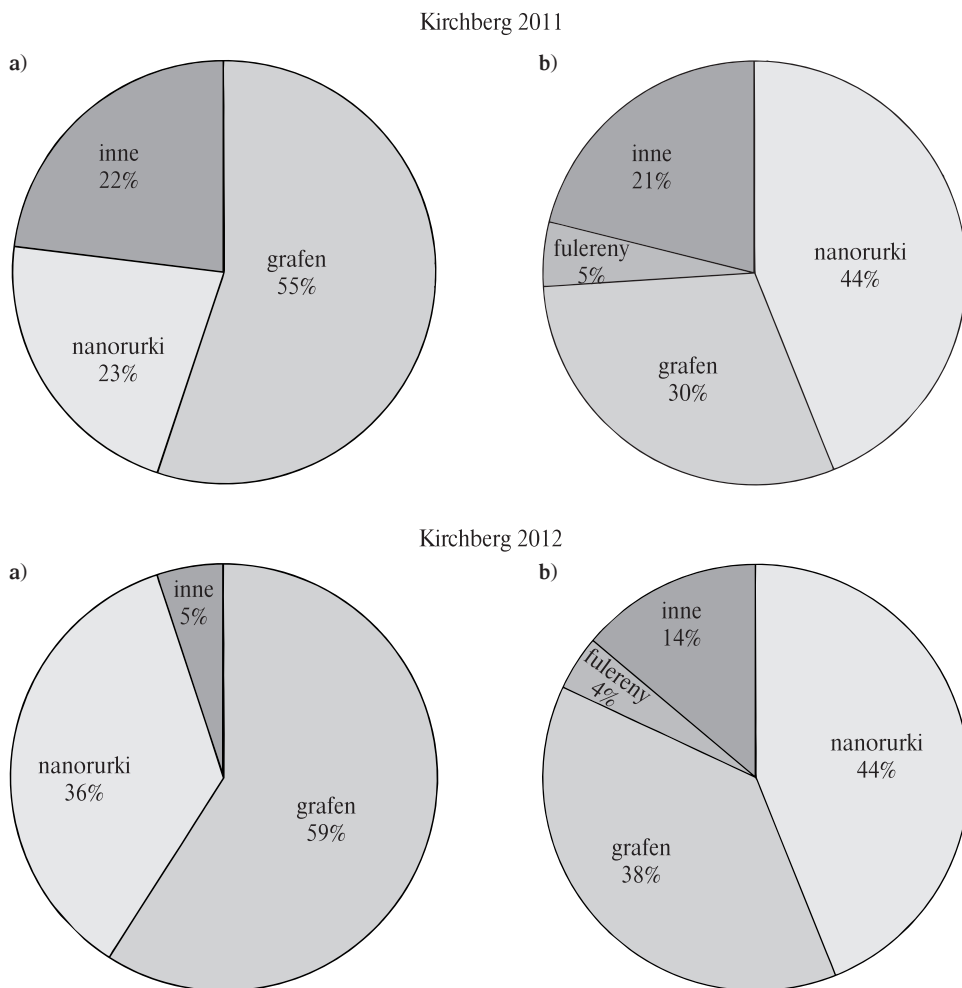 Kirchberg 2011
a)
inne
22%
grafen
55%
nanorurki
23%
b)
inne
21%
fulereny
5%
nanorurki
44%
grafen
30%
Kirchberg 2012
a)
inne
5%
nanorurki
36%
grafen
59%
b)
inne
14%
fulereny
4%
nanorurki
44%
grafen
38%